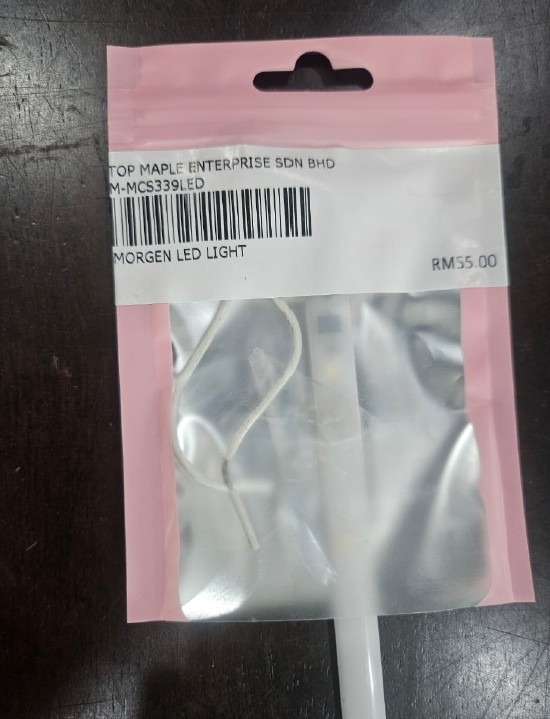 TOP MAPLE ENTERPRISE SDN BHD
M-MCS339LED
MORGEN LED LIGHT
RM55.00